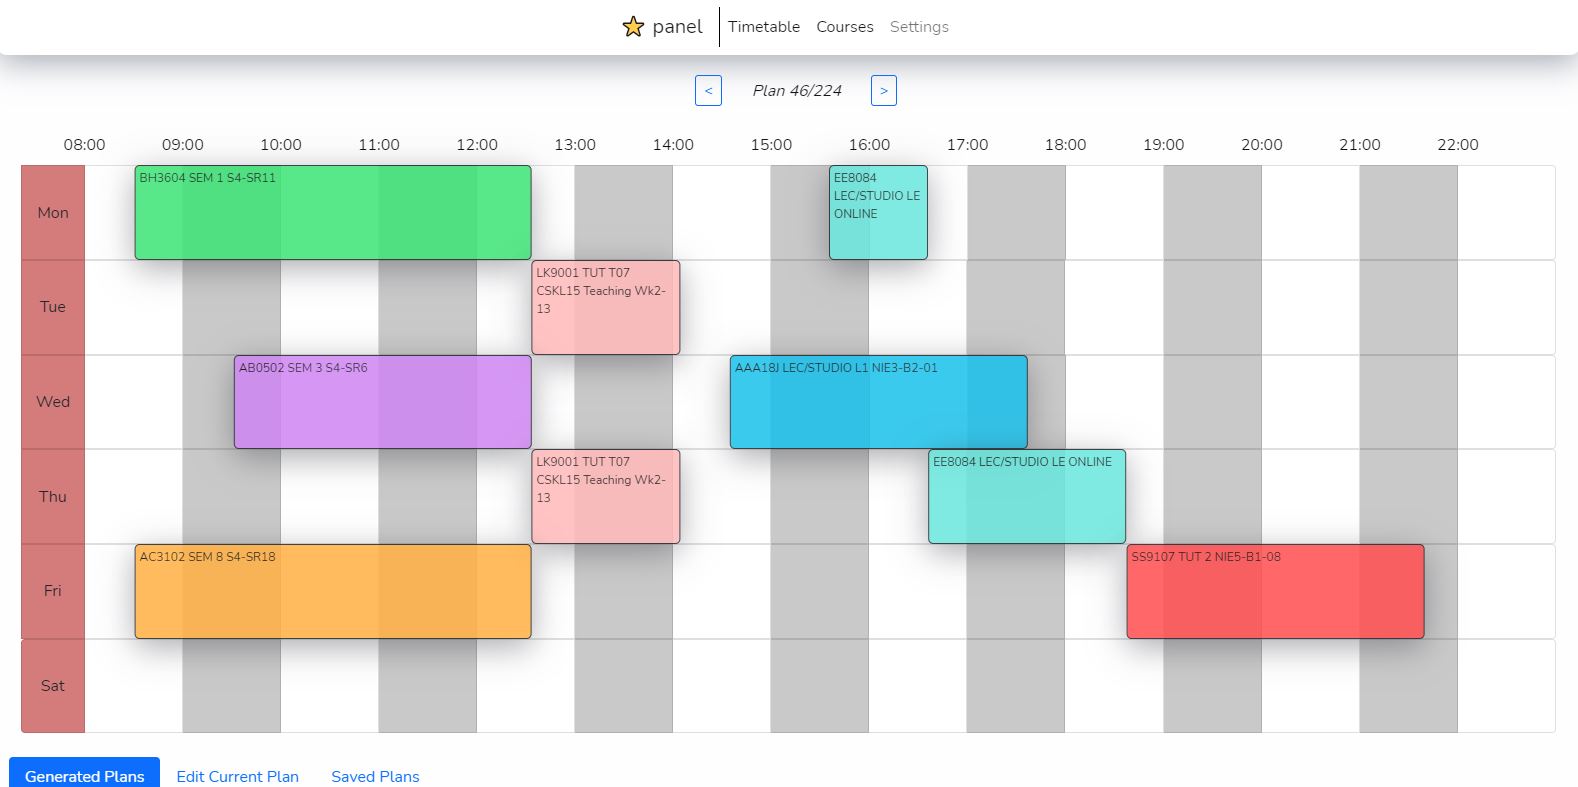 panel Timetable Courses Settings
< Plan 46/224 >
08:00 09:00 10:00 11:00 12:00 13:00 14:00 15:00 16:00 17:00 18:00 19:00 20:00 21:00 22:00
Mon
BH3604 SEM 1 S4-SR11
EE8084
LEC/STUDIO LE
ONLINE
Tue
LK9001 TUT T07
CSKL15 Teaching Wk2-
13
Wed
AB0502 SEM 3 S4-SR6
AAA18J LEC/STUDIO L1 NIE3-B2-01
Thu
LK9001 TUT T07
CSKL15 Teaching Wk2-
13
EE8084 LEC/STUDIO LE ONLINE
Fri
AC3102 SEM 8 S4-SR18
SS9107 TUT 2 NIE5-B1-08
Sat
Generated Plans Edit Current Plan Saved Plans